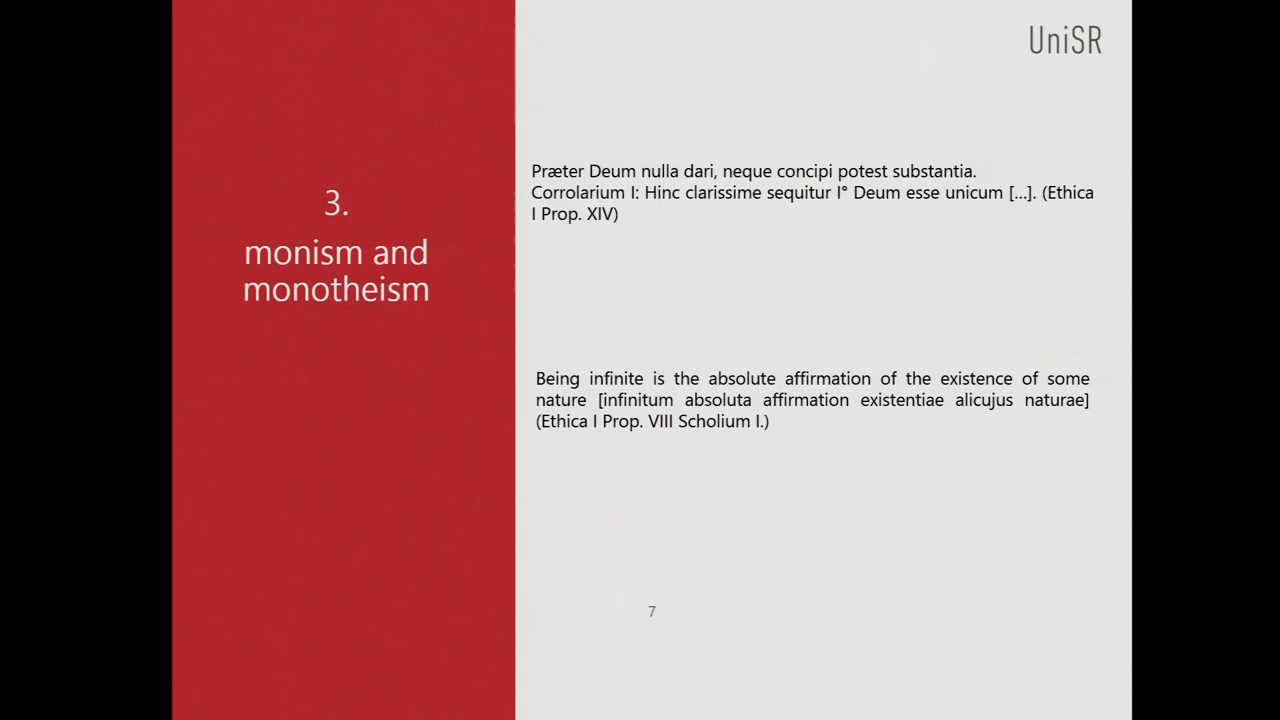 UniSR
3.
monism and
monotheism
Præter Deum nulla dari, neque concipi potest substantia.
Corrolarium I: Hinc clarissime sequitur I° Deum esse unicum [...]. (Ethica
I Prop. XIV)
Being infinite is the absolute affirmation of the existence of some
nature [infinitum absoluta affirmation existentiae alicujus naturae]
(Ethica I Prop. VIII Scholium I.)
7